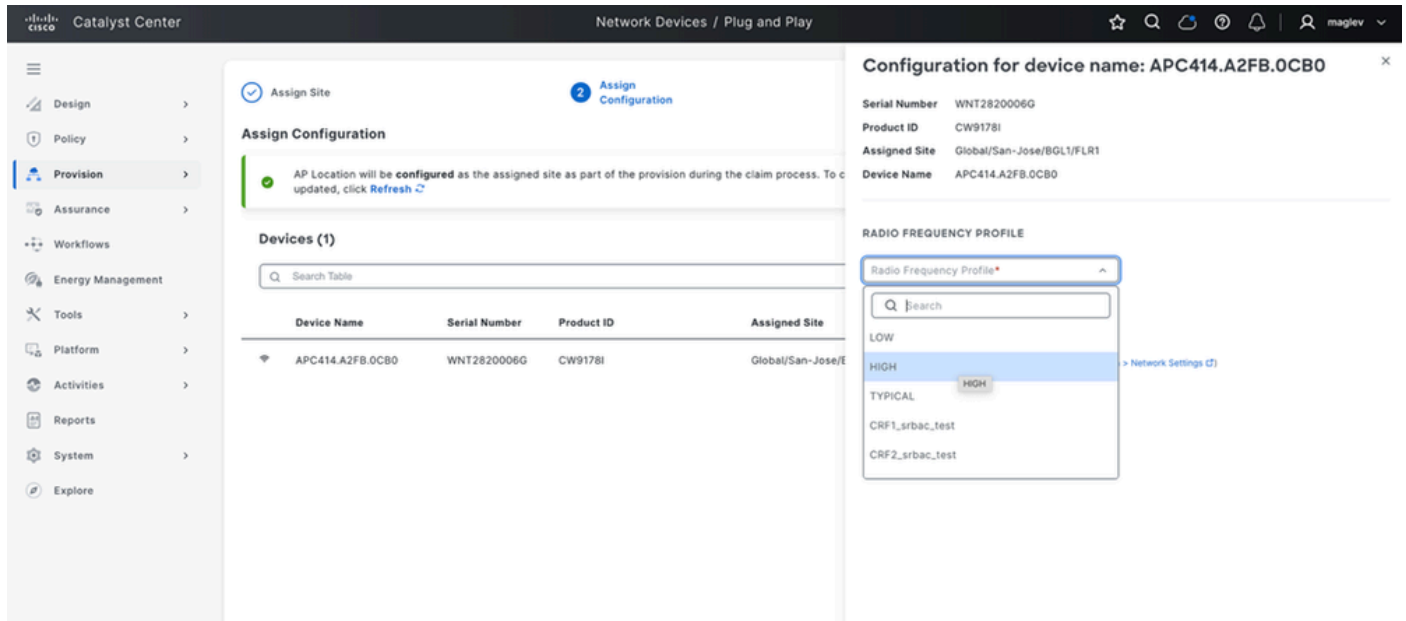 CISCO Catalyst Center
Network Devices / Plug and Play
maglev
Design
Policy
Provision
Assurance
Workflows
Energy Management
Tools
Platform
Activities
Reports
System
Explore
Assign Site
2 Assign
Configuration
Assign Configuration
AP Location will be configured as the assigned site as part of the provision during the claim process. To c
updated, click Refresh
Devices (1)
Search Table
Device Name Serial Number Product ID Assigned Site
APC414.A2FB.0CB0 WNT2820006G CW9178I Global/San-Jose/B
Configuration for device name: APC414.A2FB.0CB0
Serial Number WNT2820006G
Product ID CW9178I
Assigned Site Global/San-Jose/BGL1/FLR1
Device Name APC414.A2FB.0CB0
RADIO FREQUENCY PROFILE
Radio Frequency Profile*
Search
LOW
HIGH
> Network Settings
HIGH
TYPICAL
CRF1_srbac_test
CRF2_srbac_test